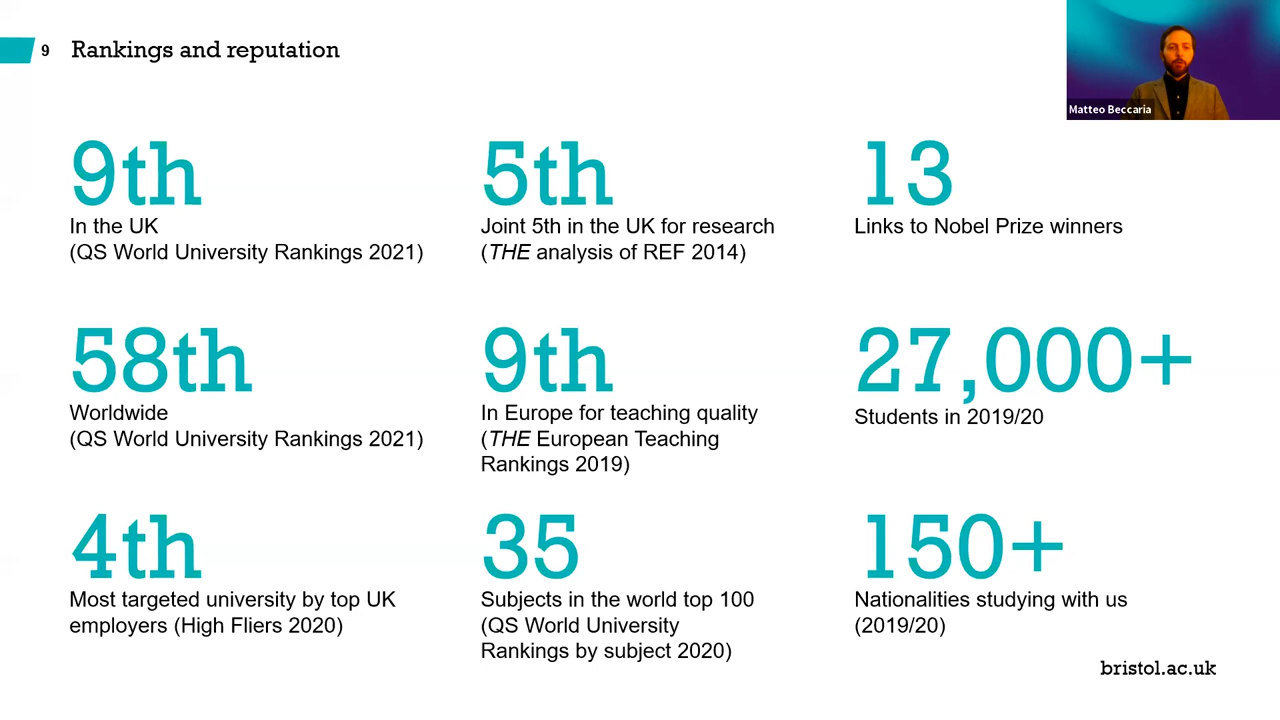 9 Rankings and reputation
Matteo Beccaria
9th
In the UK
(QS World University Rankings 2021)
5th
Joint 5th in the UK for research
(THE analysis of REF 2014)
13
Links to Nobel Prize winners
58th
Worldwide
(QS World University Rankings 2021)
9th
In Europe for teaching quality
(THE European Teaching
Rankings 2019)
27,000+
Students in 2019/20
4th
Most targeted university by top UK
employers (High Fliers 2020)
35
Subjects in the world top 100
(QS World University
Rankings by subject 2020)
150+
Nationalities studying with us
(2019/20)
bristol.ac.uk